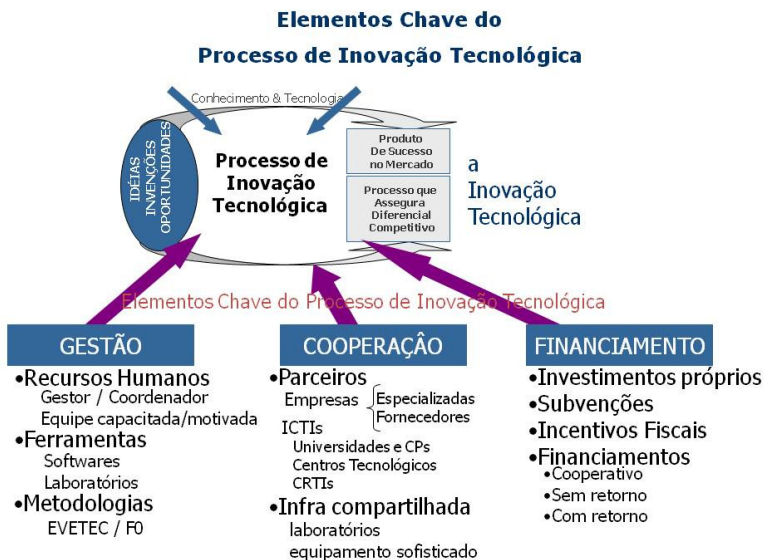 Elementos Chave do
Processo de Inovação Tecnológica
Conhecimento & Tecnologia
IDÉIAS
INVENÇÕES
OPORTUNIDADES
Processo de
Inovação
Tecnológica
Produto
De Sucesso
no Mercado
Processo que
Assegura
Diferencial
Competitivo
a
Inovação
Tecnológica
Elementos Chave do Processo de Inovação Tecnológica
GESTÃO
•Recursos Humanos
Gestor / Coordenador
Equipe capacitada/motivada
•Ferramentas
Softwares
Laboratórios
•Metodologias
EVETEC / F0
COOPERAÇÂO
•Parceiros
Empresas
Especializadas
Fornecedores
ICTIs
Universidades e CPs
Centros Tecnológicos
CRTIs
•Infra compartilhada
laboratórios
equipamento sofisticado
FINANCIAMENTO
•Investimentos próprios
•Subvenções
•Incentivos Fiscais
•Financiamentos
•Cooperativo
•Sem retorno
•Com retorno